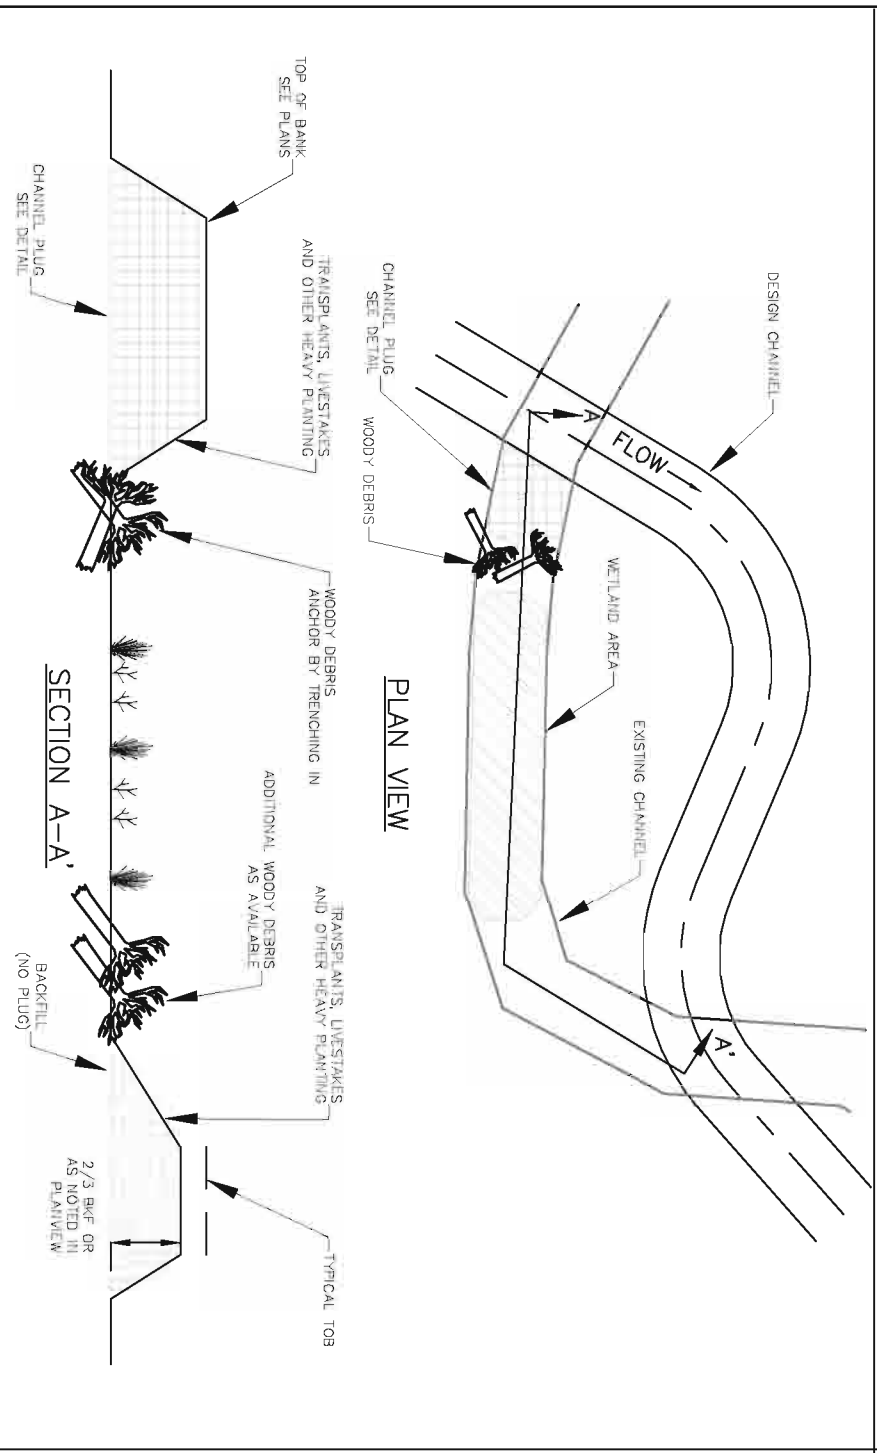 DESIGN CHANNEL
A
FLOW
CHANNEL PLUG
SEE DETAIL
WOODY DEBRIS
WETLAND AREA
EXISTING CHANNEL
A'
PLAN VIEW
TOP OF BANK
SEE PLANS
TRANSPLANTS, LIVESTAKES
AND OTHER HEAVY PLANTING
WOODY DEBRIS
ANCHOR BY TRENCHING IN
ADDITIONAL WOODY DEBRIS
AS AVAILABLE
TRANSPLANTS, LIVESTAKES
AND OTHER HEAVY PLANTING
TYPICAL TOB
CHANNEL PLUG
SEE DETAIL
BACKFILL
(NO PLUG)
2/3 BKF OR
AS NOTED IN
PLANVIEW
SECTION A-A'